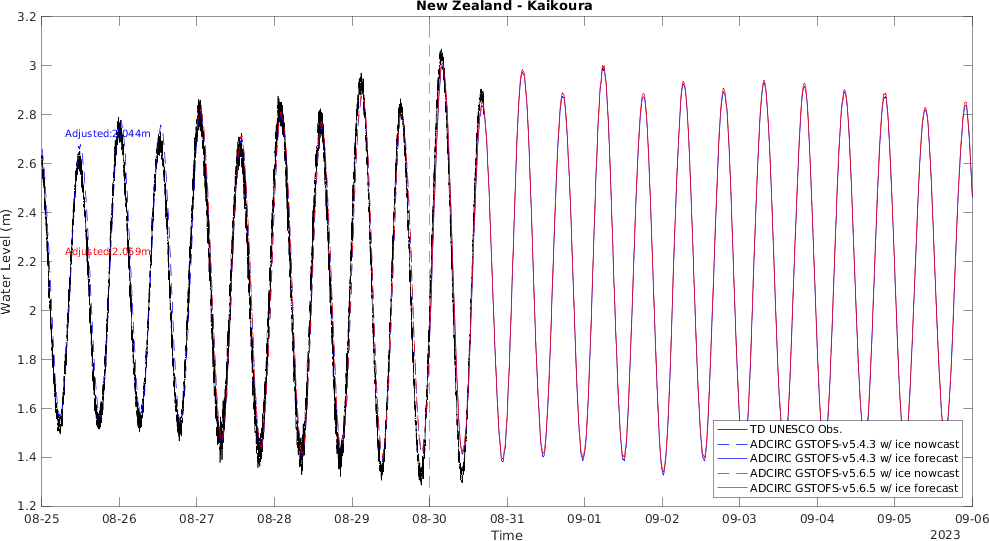 New Zealand - Kaikoura
3.2
3
2.8
2.6
2.4
2.2
2
1.8
1.6
1.4
1.2
Water Level (m)
Adjusted:2.044m
Adjusted:2.059m
TD UNESCO Obs.
ADCIRC GSTOFS-v5.4.3 w/ ice nowcast
ADCIRC GSTOFS-v5.4.3 w/ ice forecast
ADCIRC GSTOFS-v5.6.5 w/ ice nowcast
ADCIRC GSTOFS-v5.6.5 w/ ice forecast
08-25 08-26 08-27 08-28 08-29 08-30 08-31 09-01 09-02 09-03 09-04 09-05 09-06
Time
2023